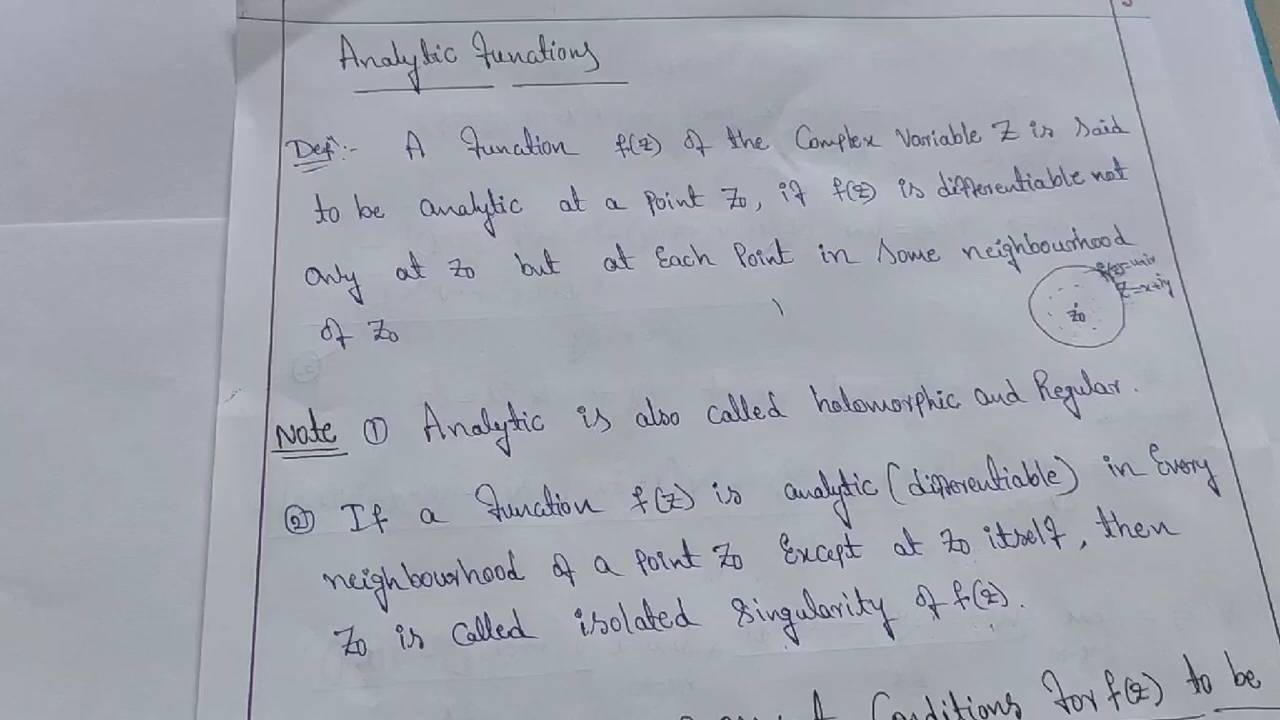 Analytic Functions
Defn:- A function f(z) of the Complex Variable Z is said
to be analytic at a point Z0, if f(z) is differentiable not
only at z0 but at Each Point in some neighbourhood
of Z0
f(z)=u+iv
Z=x+iy
z0
Note ① Analytic is also called holomorphic and Regular.
② If a function f(z) is analytic (differentiable) in Every
neighbourhood of a point Z0 Except at Z0 itself, then
Z0 is called isolated singularity of f(z).
Conditions for f(z) to be